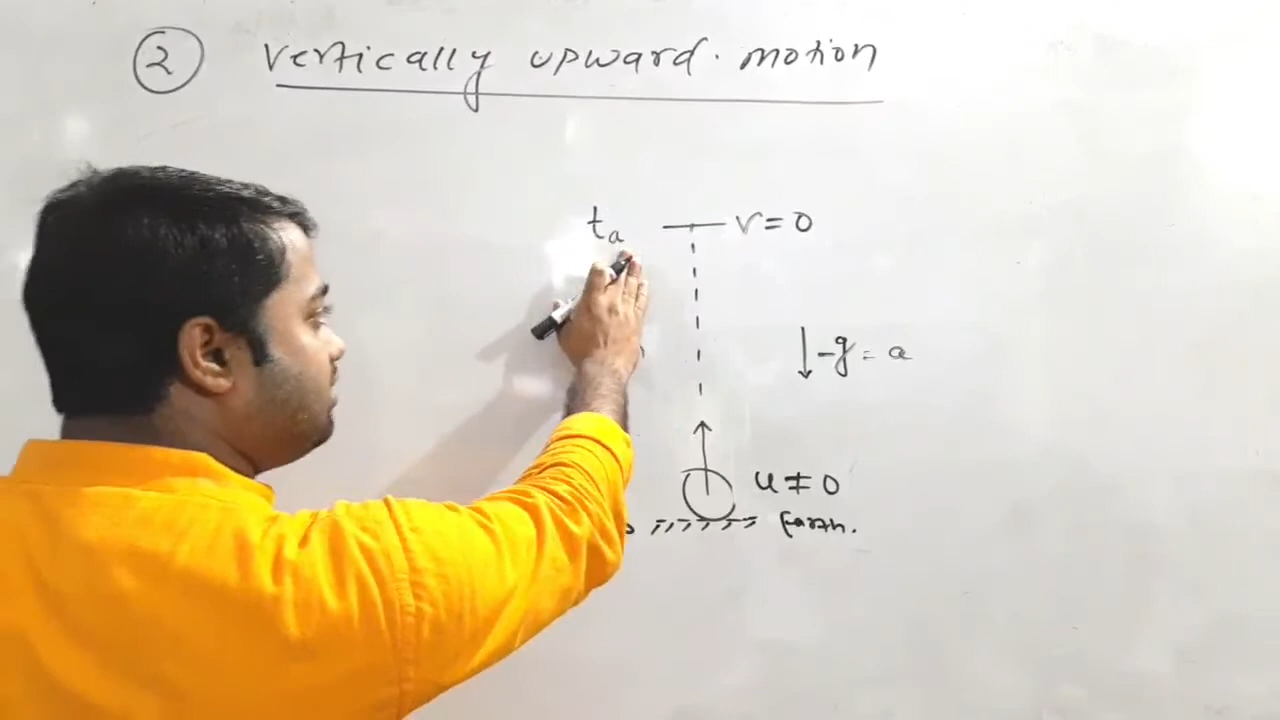 ② Vertically upward. motion
tₐ
v = 0
-g = a
u ≠ 0
Earth.